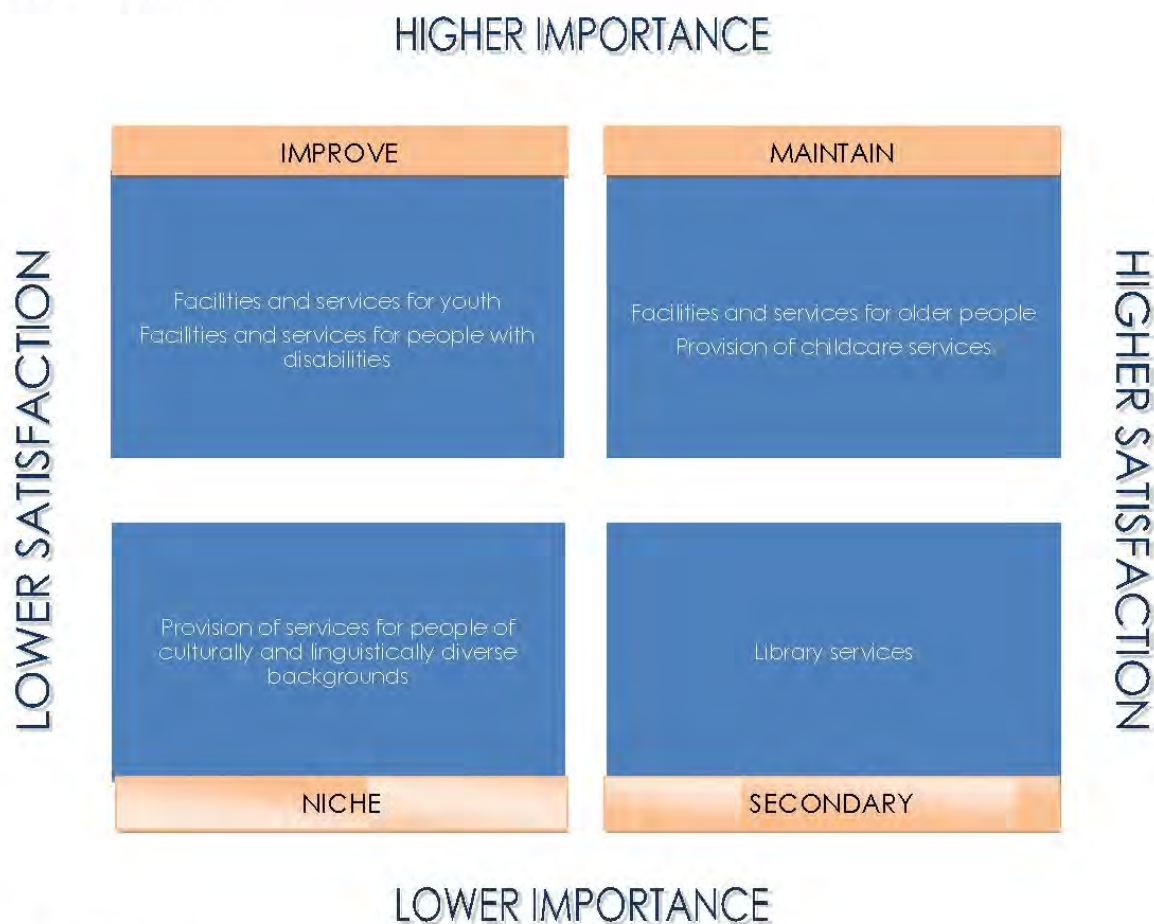 HIGHER IMPORTANCE
IMPROVE
MAINTAIN
LOWER SATISFACTION
Facilities and services for youth
Facilities and services for people with
disabilities
Facilities and services for older people
Provision of childcare services
HIGHER SATISFACTION
Provision of services for people of
culturally and linguistically diverse
backgrounds
Library services
NICHE
SECONDARY
LOWER IMPORTANCE